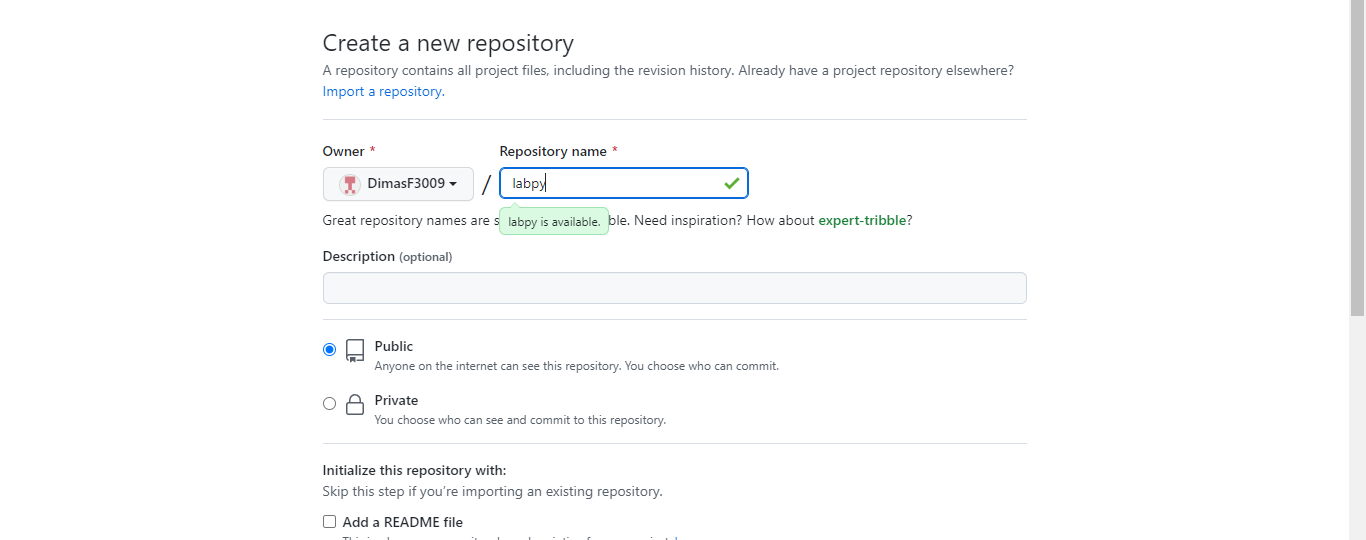 Create a new repository
A repository contains all project files, including the revision history. Already have a project repository elsewhere?
Import a repository.
Owner * Repository name *
DimasF3009 / labpy
Great repository names are s ble. Need inspiration? How about expert-tribble?
labpy is available.
Description (optional)
Public
Anyone on the internet can see this repository. You choose who can commit.
Private
You choose who can see and commit to this repository.
Initialize this repository with:
Skip this step if you're importing an existing repository.
Add a README file